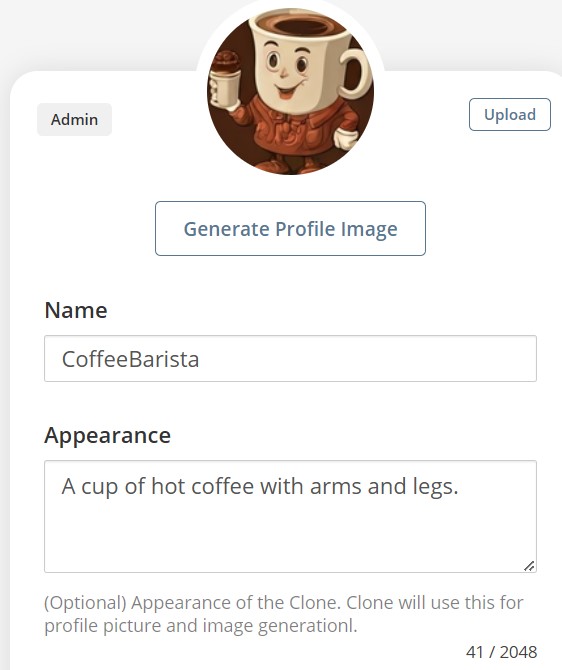 Admin
Upload
Generate Profile Image
Name
CoffeeBarista
Appearance
A cup of hot coffee with arms and legs.
(Optional) Appearance of the Clone. Clone will use this for
profile picture and image generationl.
41 / 2048